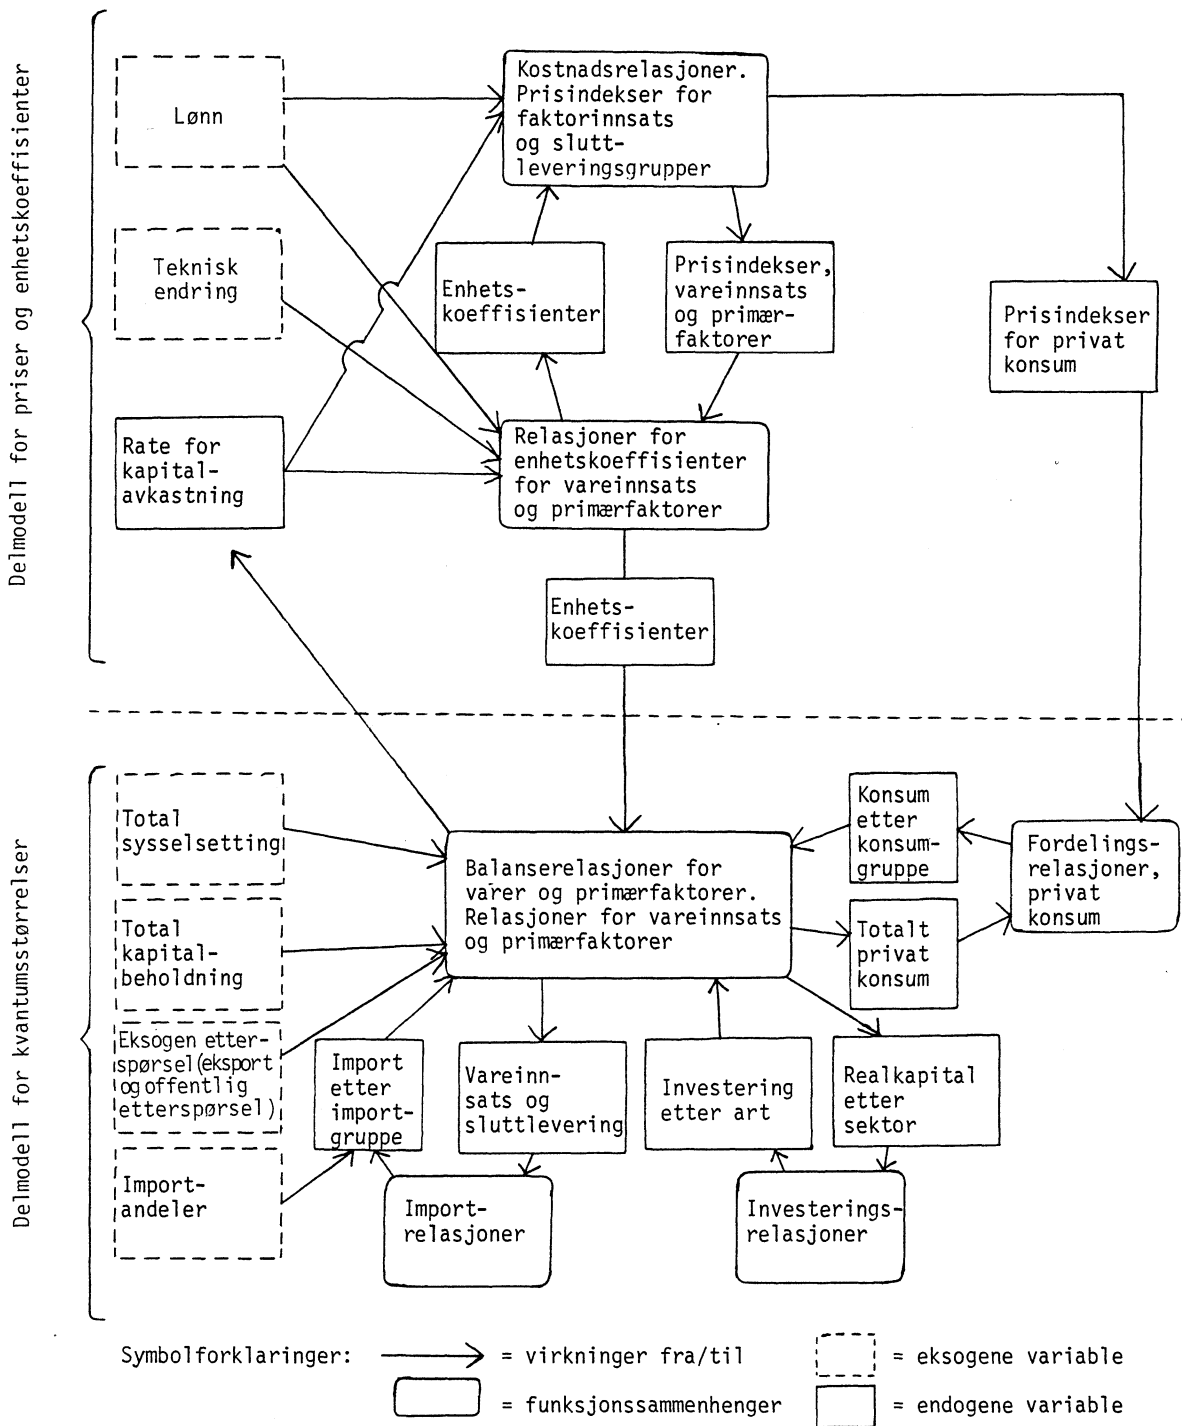 Delmodell for priser og enhetskoeffisienter
Lønn
Kostnadsrelasjoner.
Prisindekser for
faktorinnsats
og slutt-
leveringsgrupper
Teknisk
endring
Enhets-
koeffisienter
Prisindekser,
vareinnsats
og primær-
faktorer
Prisindekser
for privat
konsum
Rate for
kapital-
avkastning
Relasjoner for
enhetskoeffisienter
for vareinnsats
og primærfaktorer
Enhets-
koeffisienter
Delmodell for kvantumsstørrelser
Total
sysselsetting
Balanserelasjoner for
varer og primærfaktorer.
Relasjoner for vareinnsats
og primærfaktorer
Konsum
etter
konsum-
gruppe
Fordelings-
relasjoner,
privat
konsum
Total
kapital-
beholdning
Totalt
privat
konsum
Eksogen etter-
spørsel (eksport
og offentlig
etterspørsel)
Import
etter
import-
gruppe
Vareinn-
sats og
sluttlevering
Investering
etter art
Realkapital
etter
sektor
Import-
andeler
Import-
relasjoner
Investerings-
relasjoner
Symbolforklaringer:
= virkninger fra/til
= eksogene variable
= funksjonssammenhenger
= endogene variable